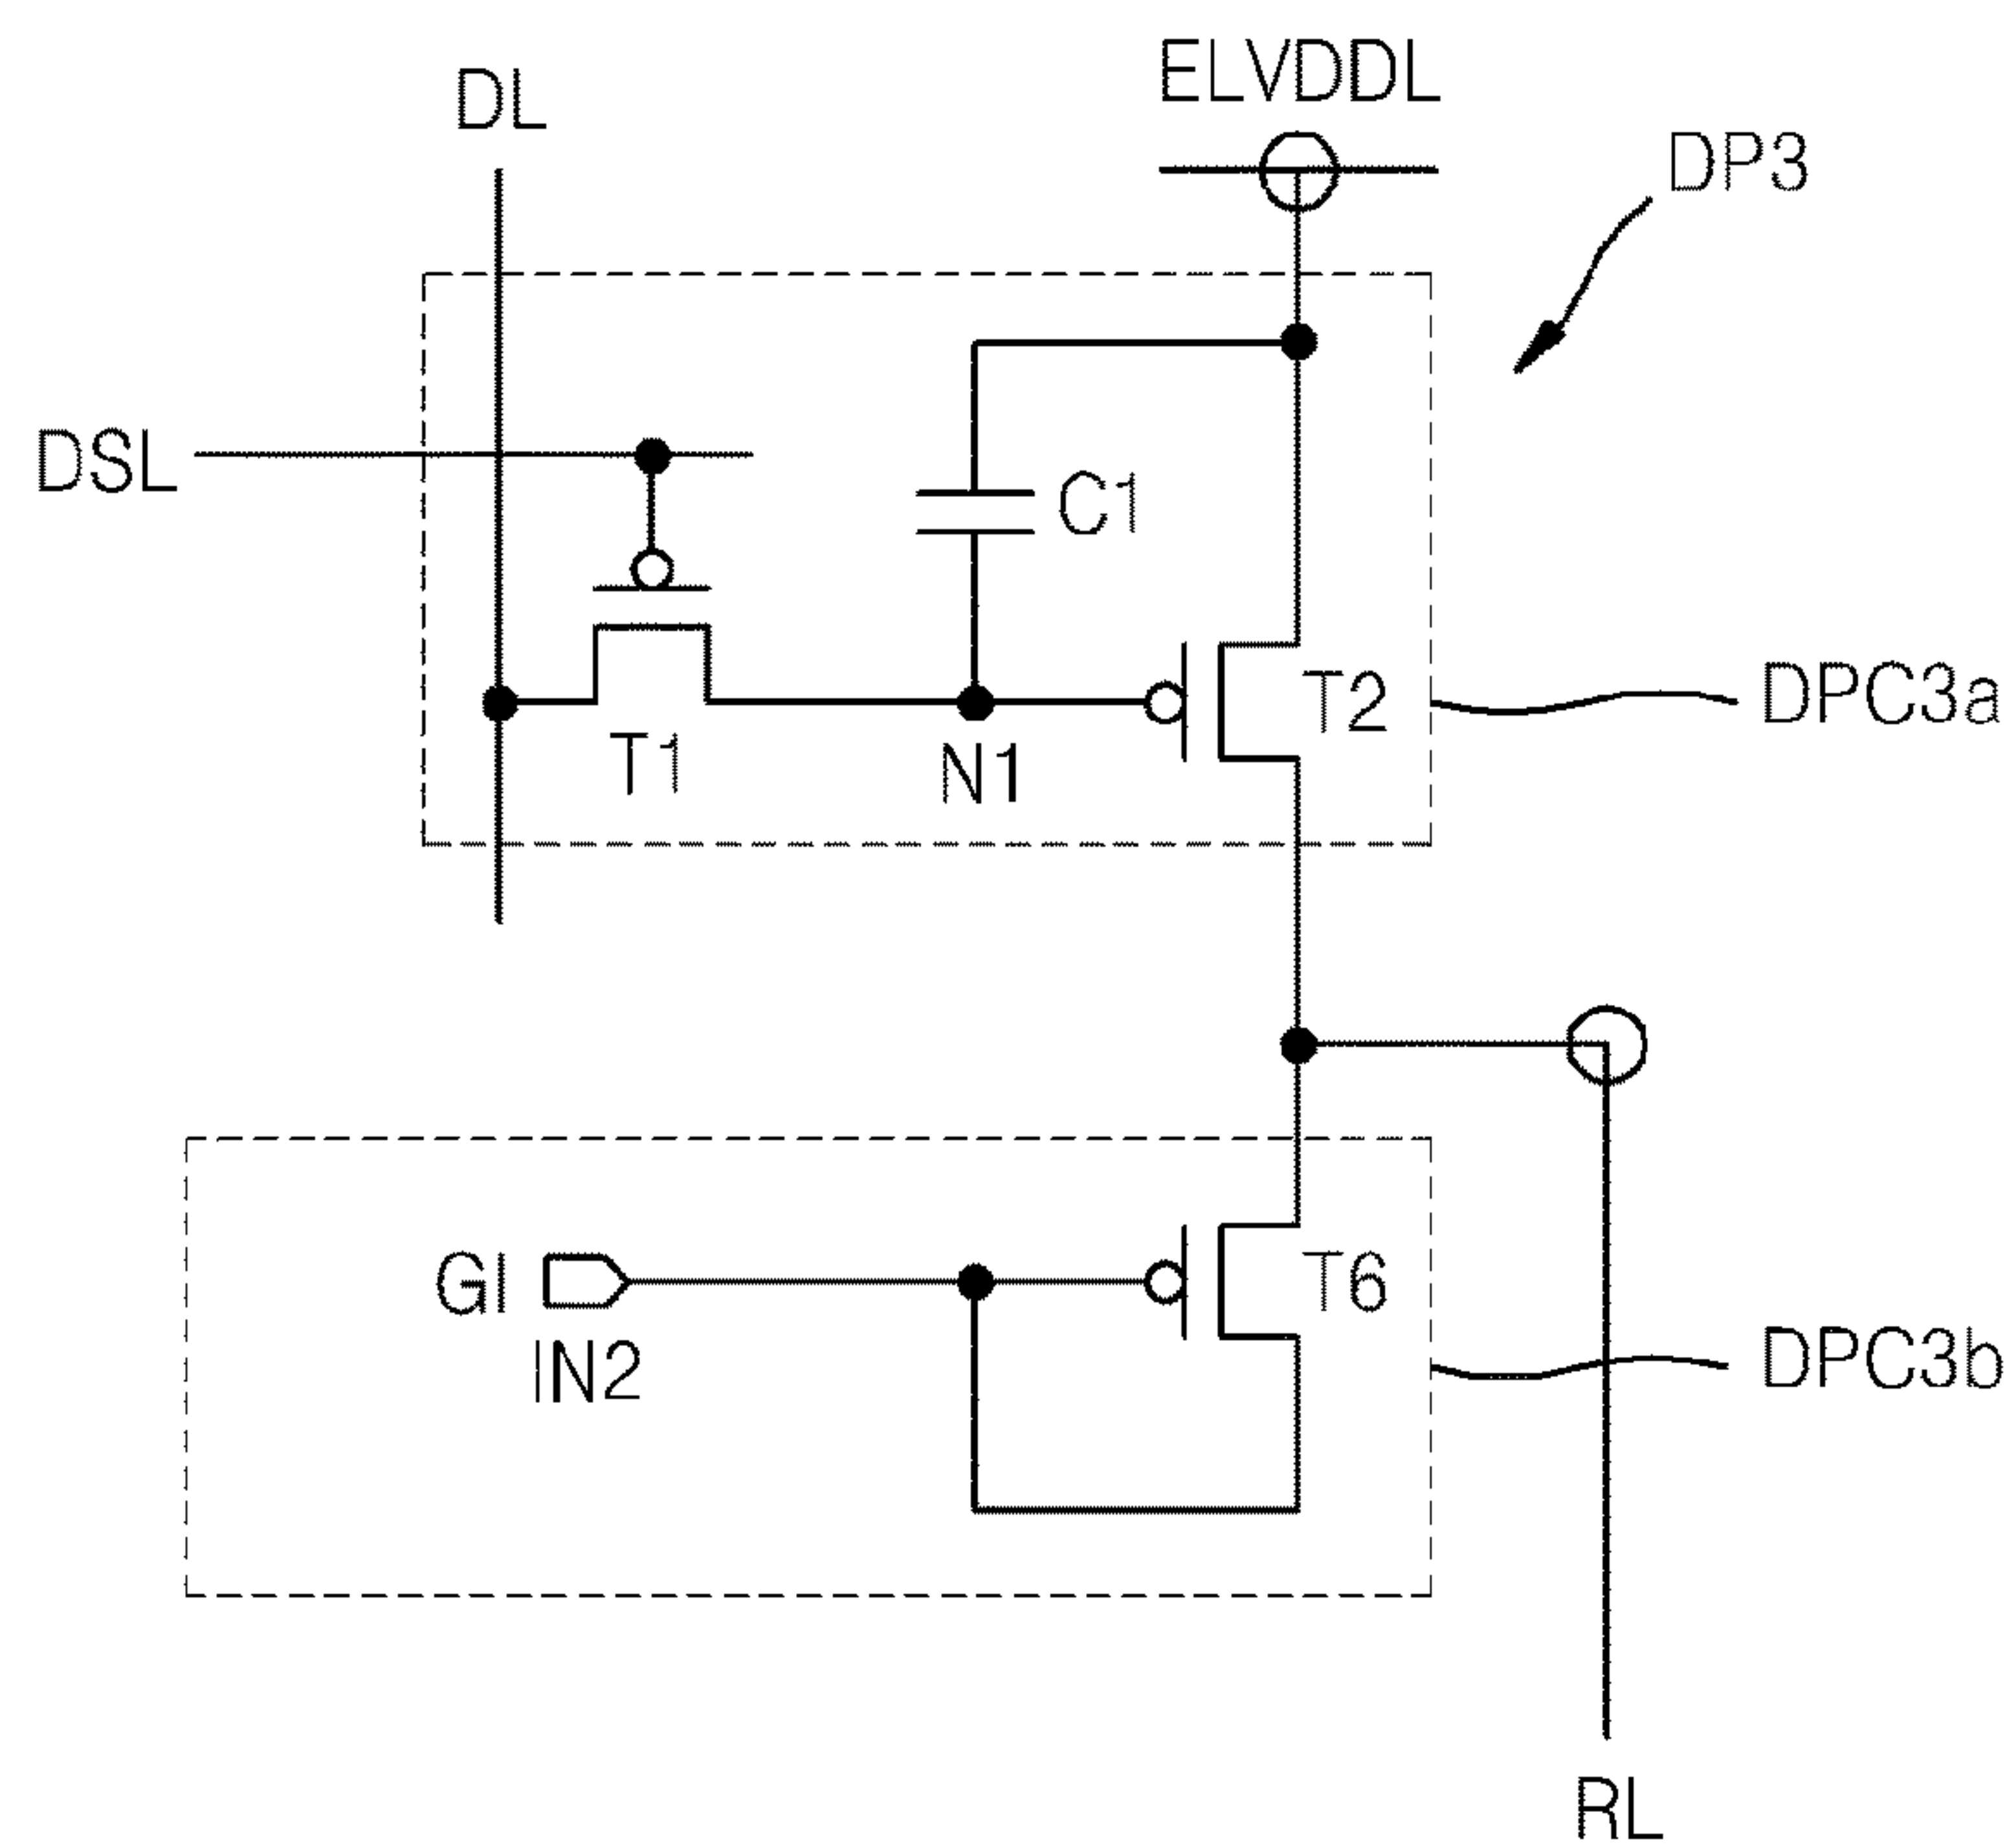 ELVDDL
DL
DP3
DSL
C1
T2
DPC3a
T1
N1
GI
T6
IN2
DPC3b
RL